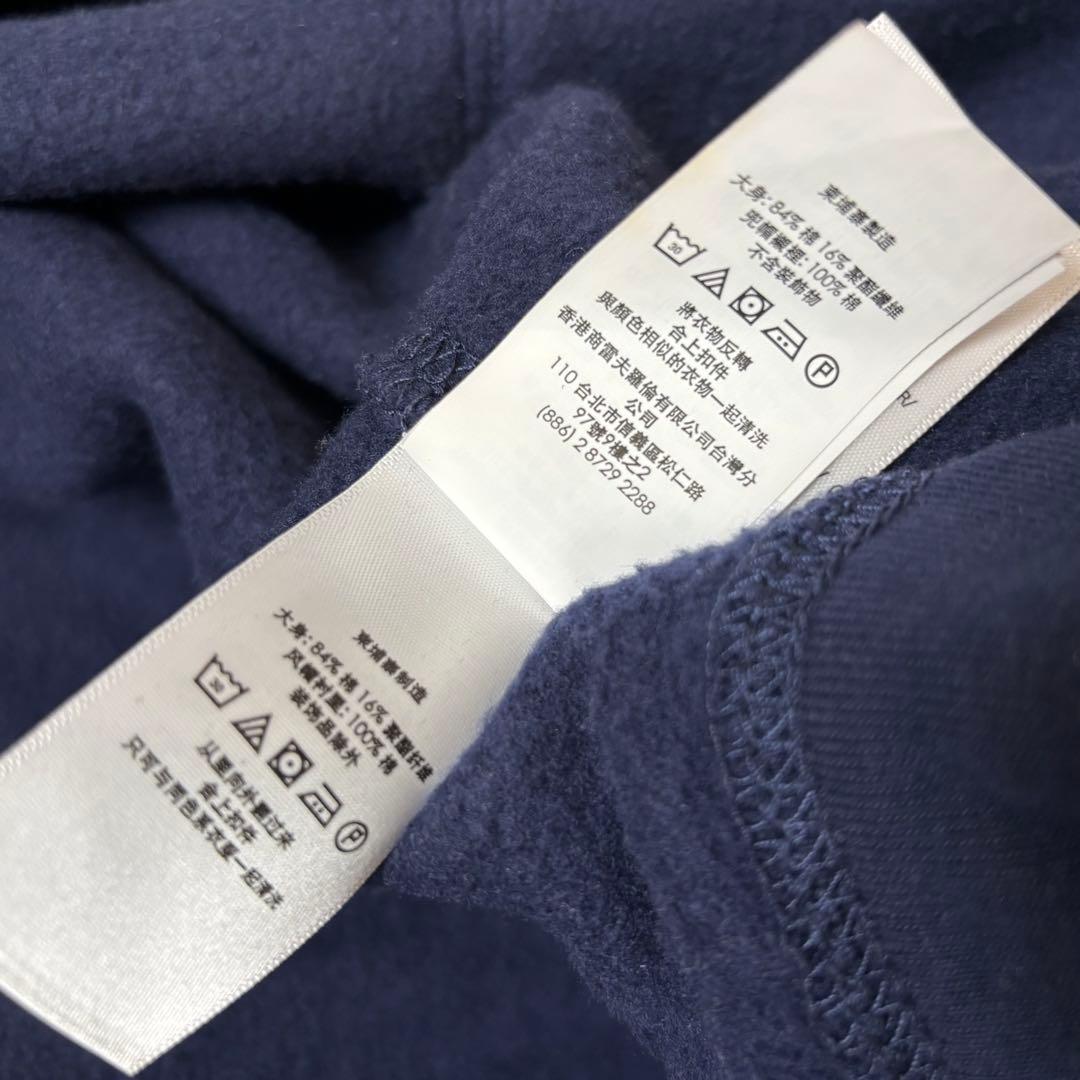 柬埔寨製造
大身: 84% 棉 16% 聚酯纖維
兜帽襯裡: 100% 棉
不含裝飾物
30
P
將衣物反轉
合上扣件
與顏色相似的衣物一起清洗
香港商雷夫羅倫有限公司台灣分
公司
110 台北市信義區松仁路
97號9樓之2
(886) 2 8729 2288
R/
柬埔寨制造
大身: 84% 棉 16% 聚酯纤维
风帽衬里: 100% 棉
装饰品除外
30
P
从里向外翻过来
合上扣件
只可与同色系衣服一起清洗